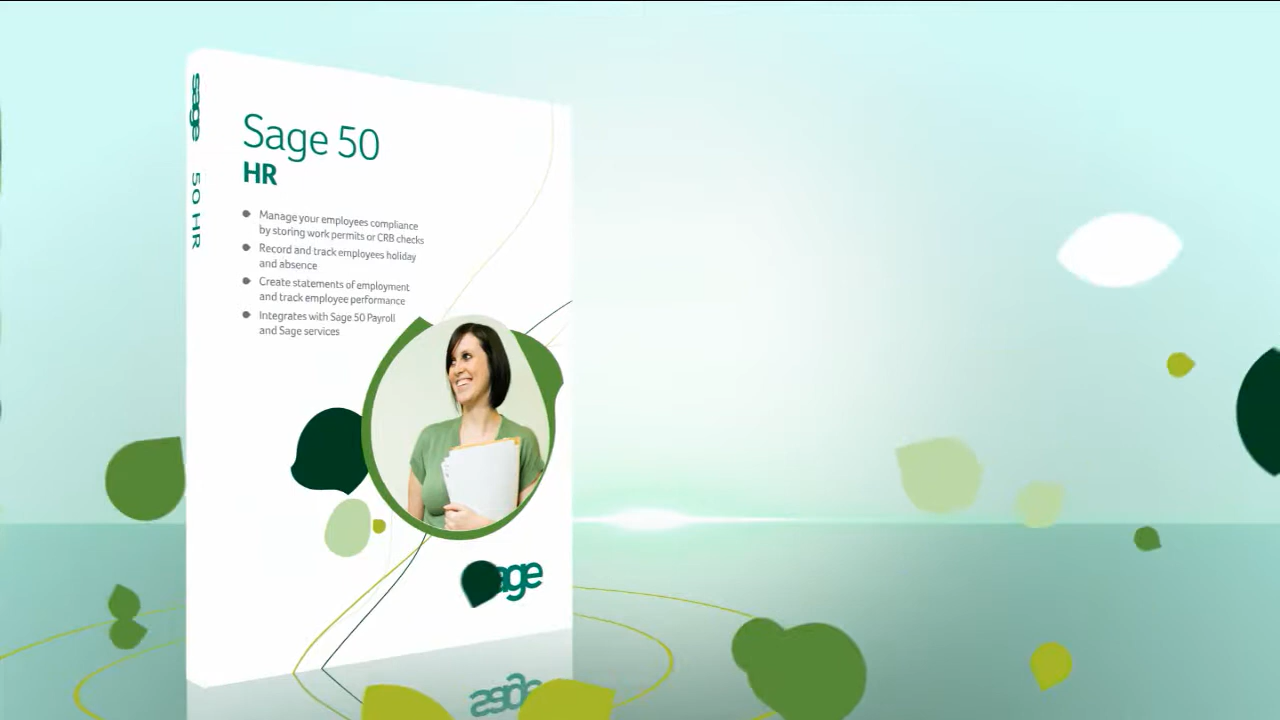 sage 50 HR
Sage 50
HR
Manage your employees compliance
by storing work permits or CRB checks
Record and track employees holiday
and absence
Create statements of employment
and track employee performance
Integrates with Sage 50 Payroll
and Sage services
age
sage